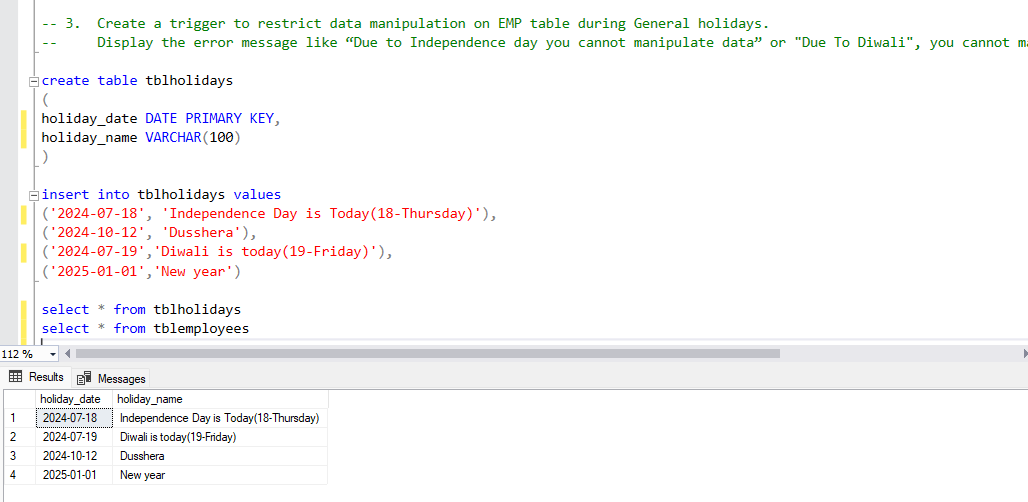 -- 3.  Create a trigger to restrict data manipulation on EMP table during General holidays.
--     Display the error message like “Due to Independence day you cannot manipulate data” or "Due To Diwali", you cannot
create table tblholidays
(
holiday_date DATE PRIMARY KEY,
holiday_name VARCHAR(100)
)
insert into tblholidays values
('2024-07-18', 'Independence Day is Today(18-Thursday)'),
('2024-10-12', 'Dusshera'),
('2024-07-19','Diwali is today(19-Friday)'),
('2025-01-01','New year')
select * from tblholidays
select * from tblemployees
112 %
Results Messages
holiday_date holiday_name
1 2024-07-18 Independence Day is Today(18-Thursday)
2 2024-07-19 Diwali is today(19-Friday)
3 2024-10-12 Dusshera
4 2025-01-01 New year